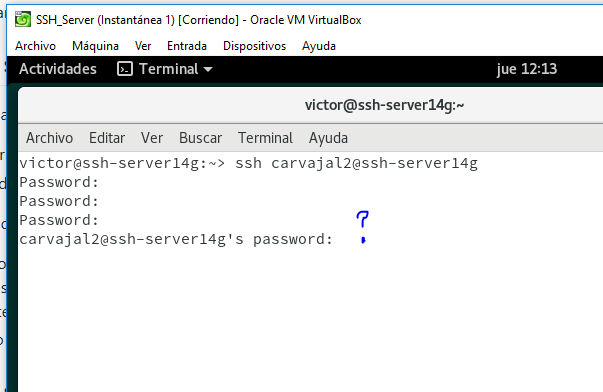 SSH_Server (Instantánea 1) [Corriendo] - Oracle VM VirtualBox
Archivo Máquina Ver Entrada Dispositivos Ayuda
Actividades Terminal jue 12:13
victor@ssh-server14g:~
Archivo Editar Ver Buscar Terminal Ayuda
victor@ssh-server14g:~> ssh carvajal2@ssh-server14g
Password:
Password:
Password: ?
carvajal2@ssh-server14g's password: